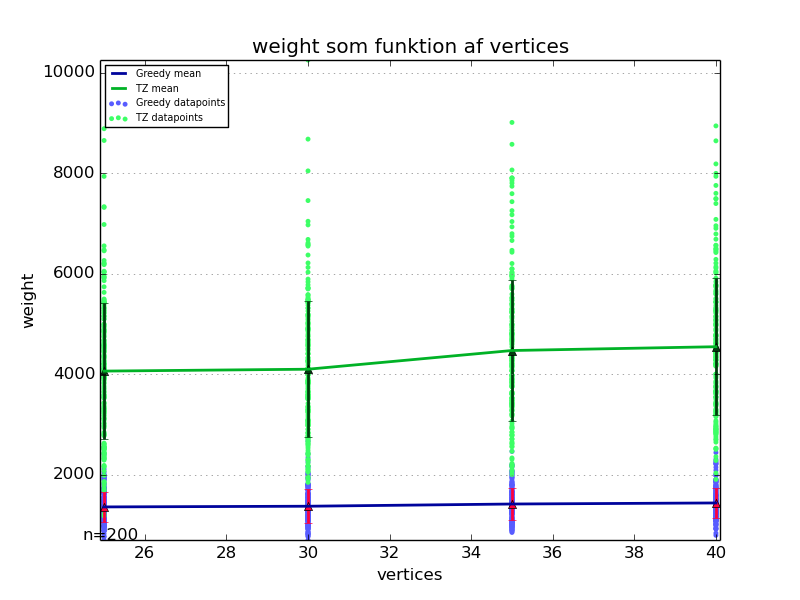 weight som funktion af vertices
10000
Greedy mean
TZ mean
Greedy datapoints
TZ datapoints
8000
6000
weight
4000
2000
n=200
26 28 30 32 34 36 38 40
vertices